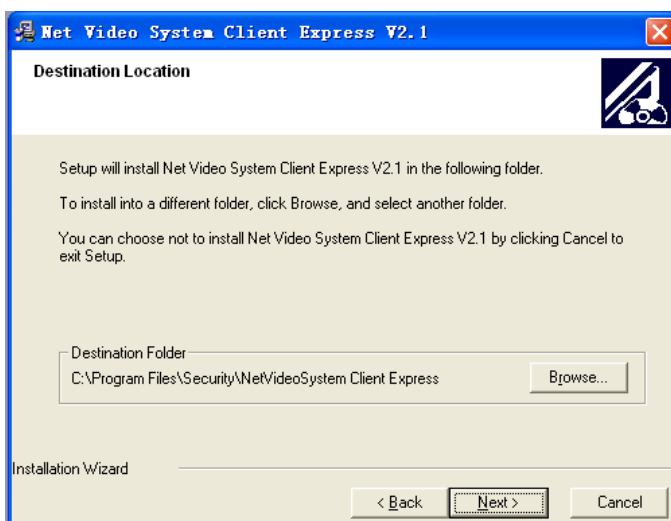 Net Video System Client Express V2.1
Destination Location
Setup will install Net Video System Client Express V2.1 in the following folder.
To install into a different folder, click Browse, and select another folder.
You can choose not to install Net Video System Client Express V2.1 by clicking Cancel to
exit Setup.
Destination Folder
C:\Program Files\Security\NetVideoSystem Client Express
Browse...
Installation Wizard
< Back
Next >
Cancel